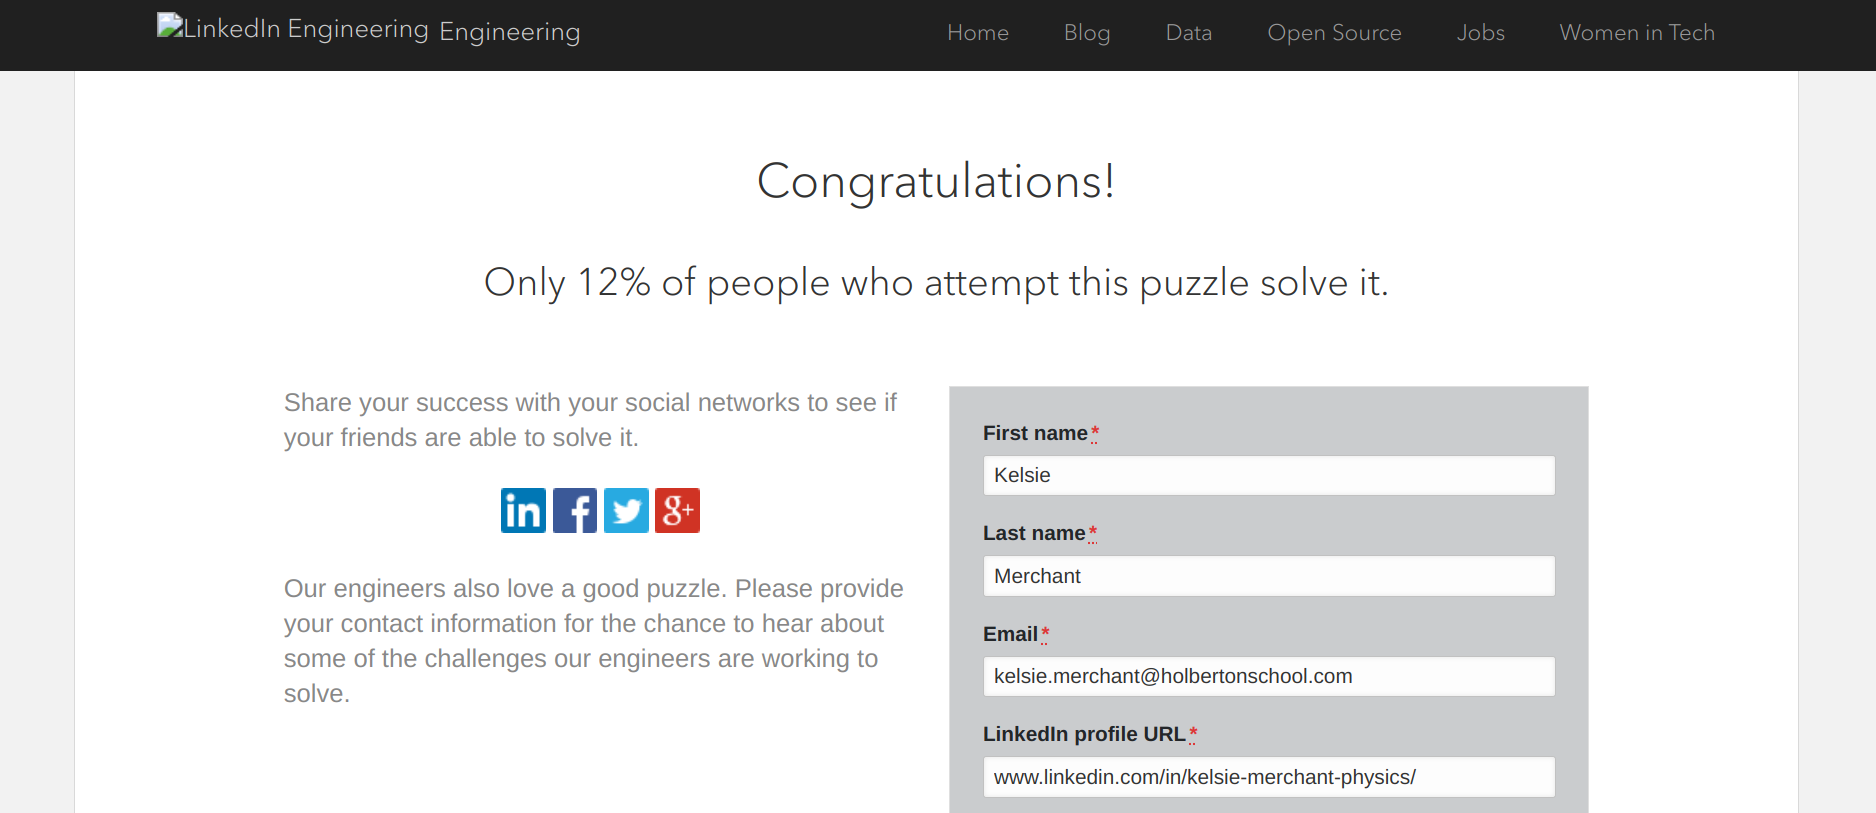 LinkedIn Engineering Engineering Home Blog Data Open Source Jobs Women in Tech
Congratulations!
Only 12% of people who attempt this puzzle solve it.
Share your success with your social networks to see if
your friends are able to solve it.
in f g+
Our engineers also love a good puzzle. Please provide
your contact information for the chance to hear about
some of the challenges our engineers are working to
solve.
First name *
Kelsie
Last name *
Merchant
Email *
kelsie.merchant@holbertonschool.com
LinkedIn profile URL *
www.linkedin.com/in/kelsie-merchant-physics/